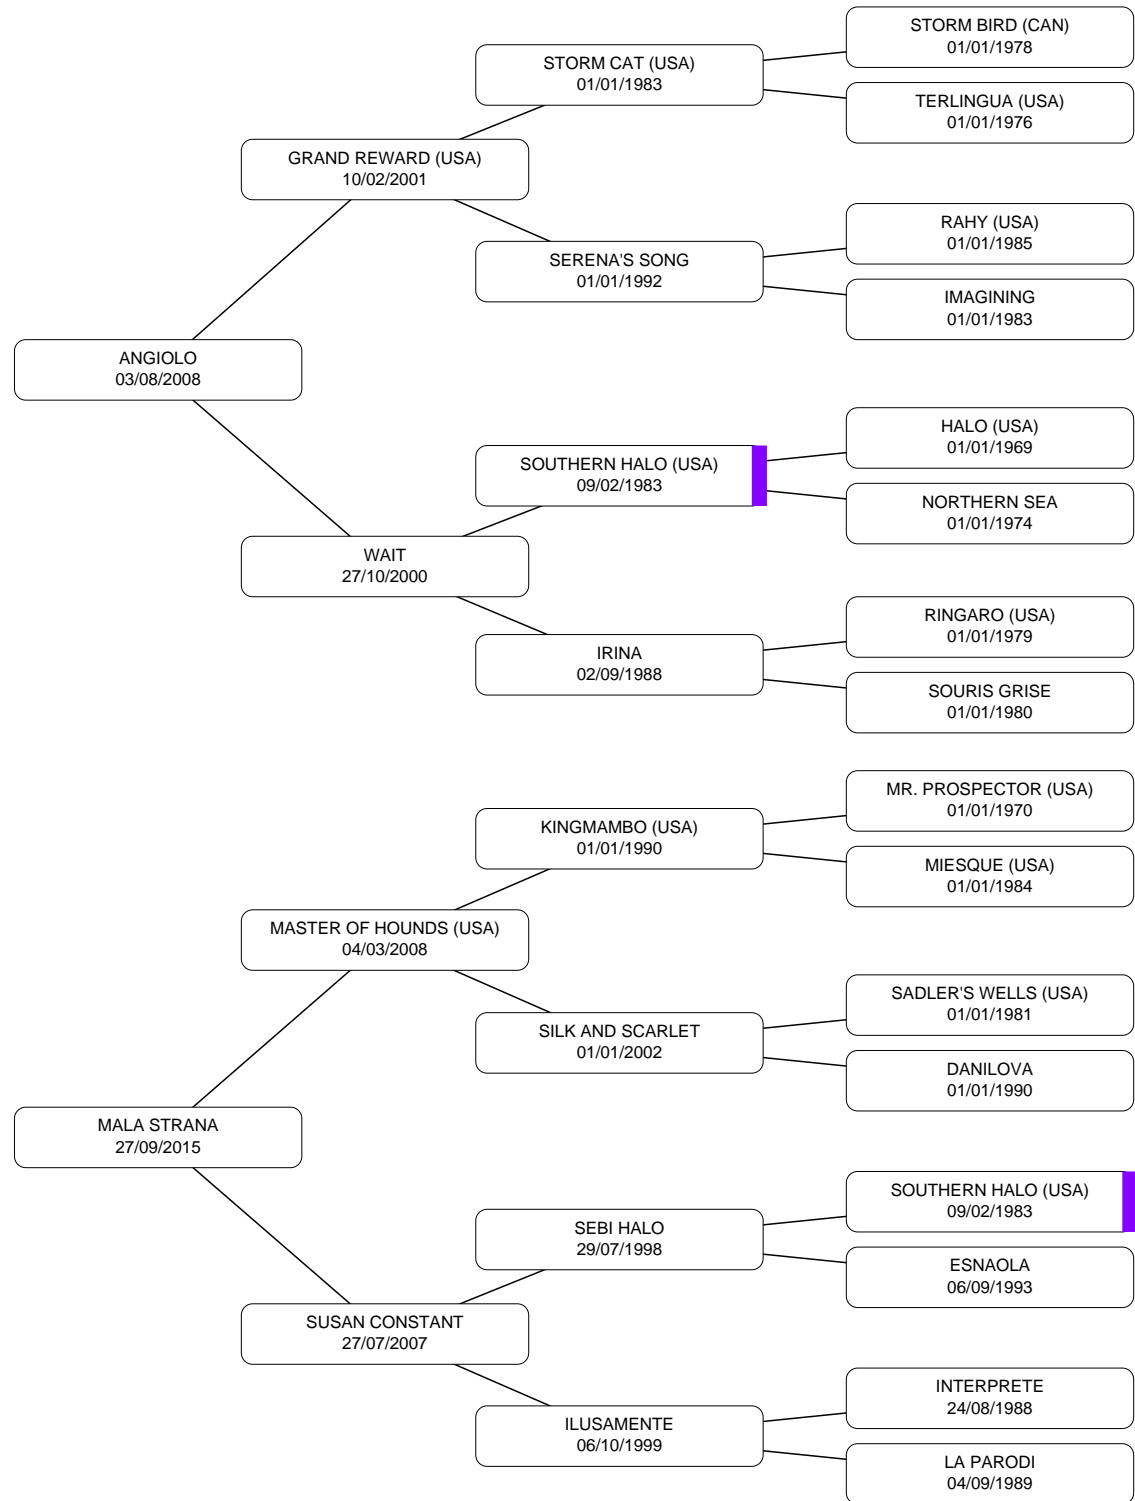 STORM BIRD (CAN)
01/01/1978
STORM CAT (USA)
01/01/1983
TERLINGUA (USA)
01/01/1976
GRAND REWARD (USA)
10/02/2001
RAHY (USA)
01/01/1985
SERENA'S SONG
01/01/1992
IMAGINING
01/01/1983
ANGIOLO
03/08/2008
HALO (USA)
01/01/1969
SOUTHERN HALO (USA)
09/02/1983
NORTHERN SEA
01/01/1974
WAIT
27/10/2000
RINGARO (USA)
01/01/1979
IRINA
02/09/1988
SOURIS GRISE
01/01/1980
MR. PROSPECTOR (USA)
01/01/1970
KINGMAMBO (USA)
01/01/1990
MIESQUE (USA)
01/01/1984
MASTER OF HOUNDS (USA)
04/03/2008
SADLER'S WELLS (USA)
01/01/1981
SILK AND SCARLET
01/01/2002
DANILOVA
01/01/1990
MALA STRANA
27/09/2015
SOUTHERN HALO (USA)
09/02/1983
SEBI HALO
29/07/1998
ESNAOLA
06/09/1993
SUSAN CONSTANT
27/07/2007
INTERPRETE
24/08/1988
ILUSAMENTE
06/10/1999
LA PARODI
04/09/1989